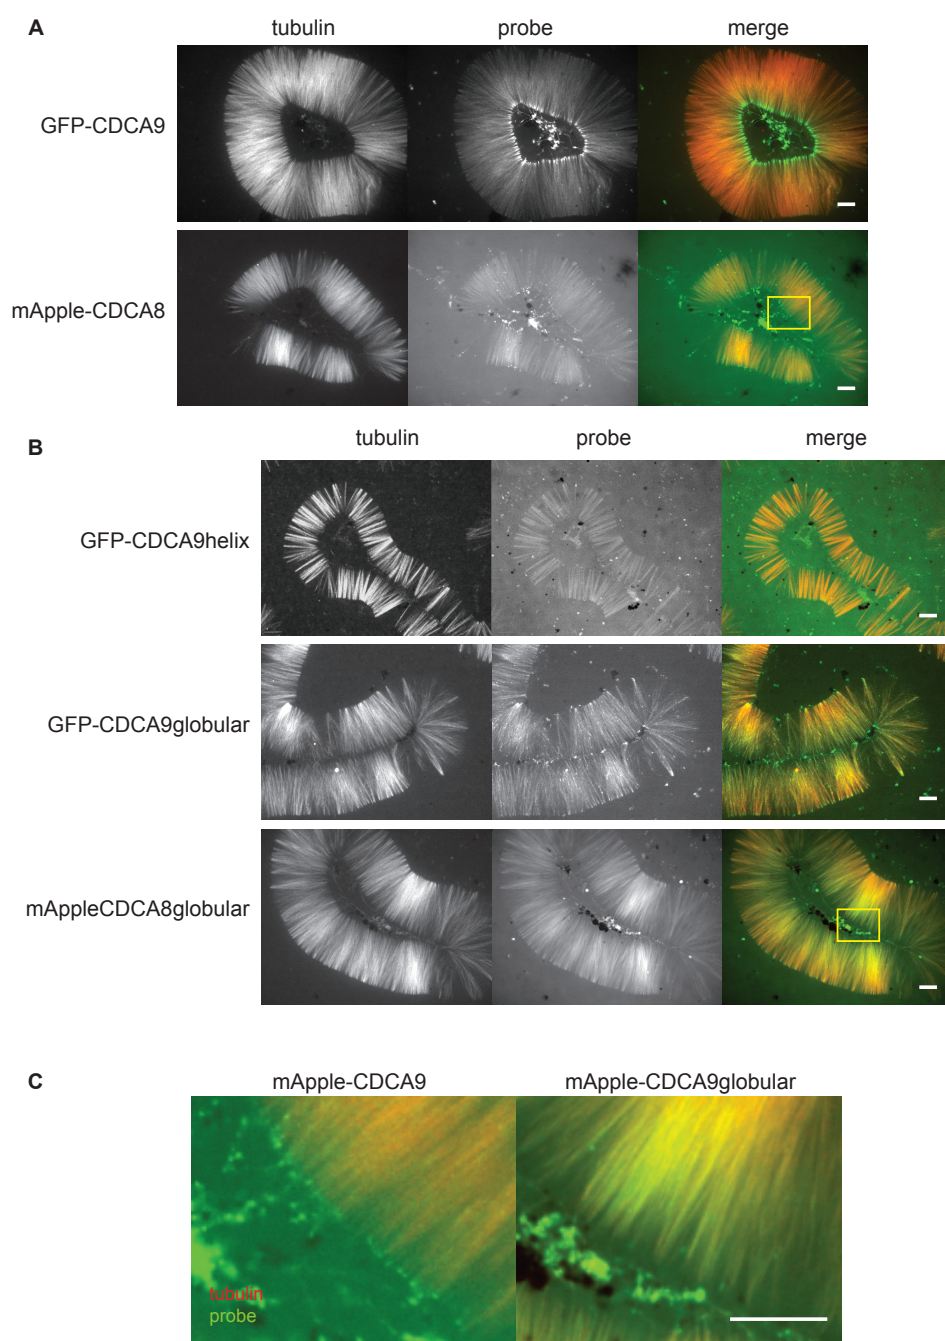 A
tubulin probe merge
GFP-CDCA9
mApple-CDCA8
B
tubulin probe merge
GFP-CDCA9helix
GFP-CDCA9globular
mAppleCDCA8globular
C
mApple-CDCA9 mApple-CDCA9globular
tubulin
probe